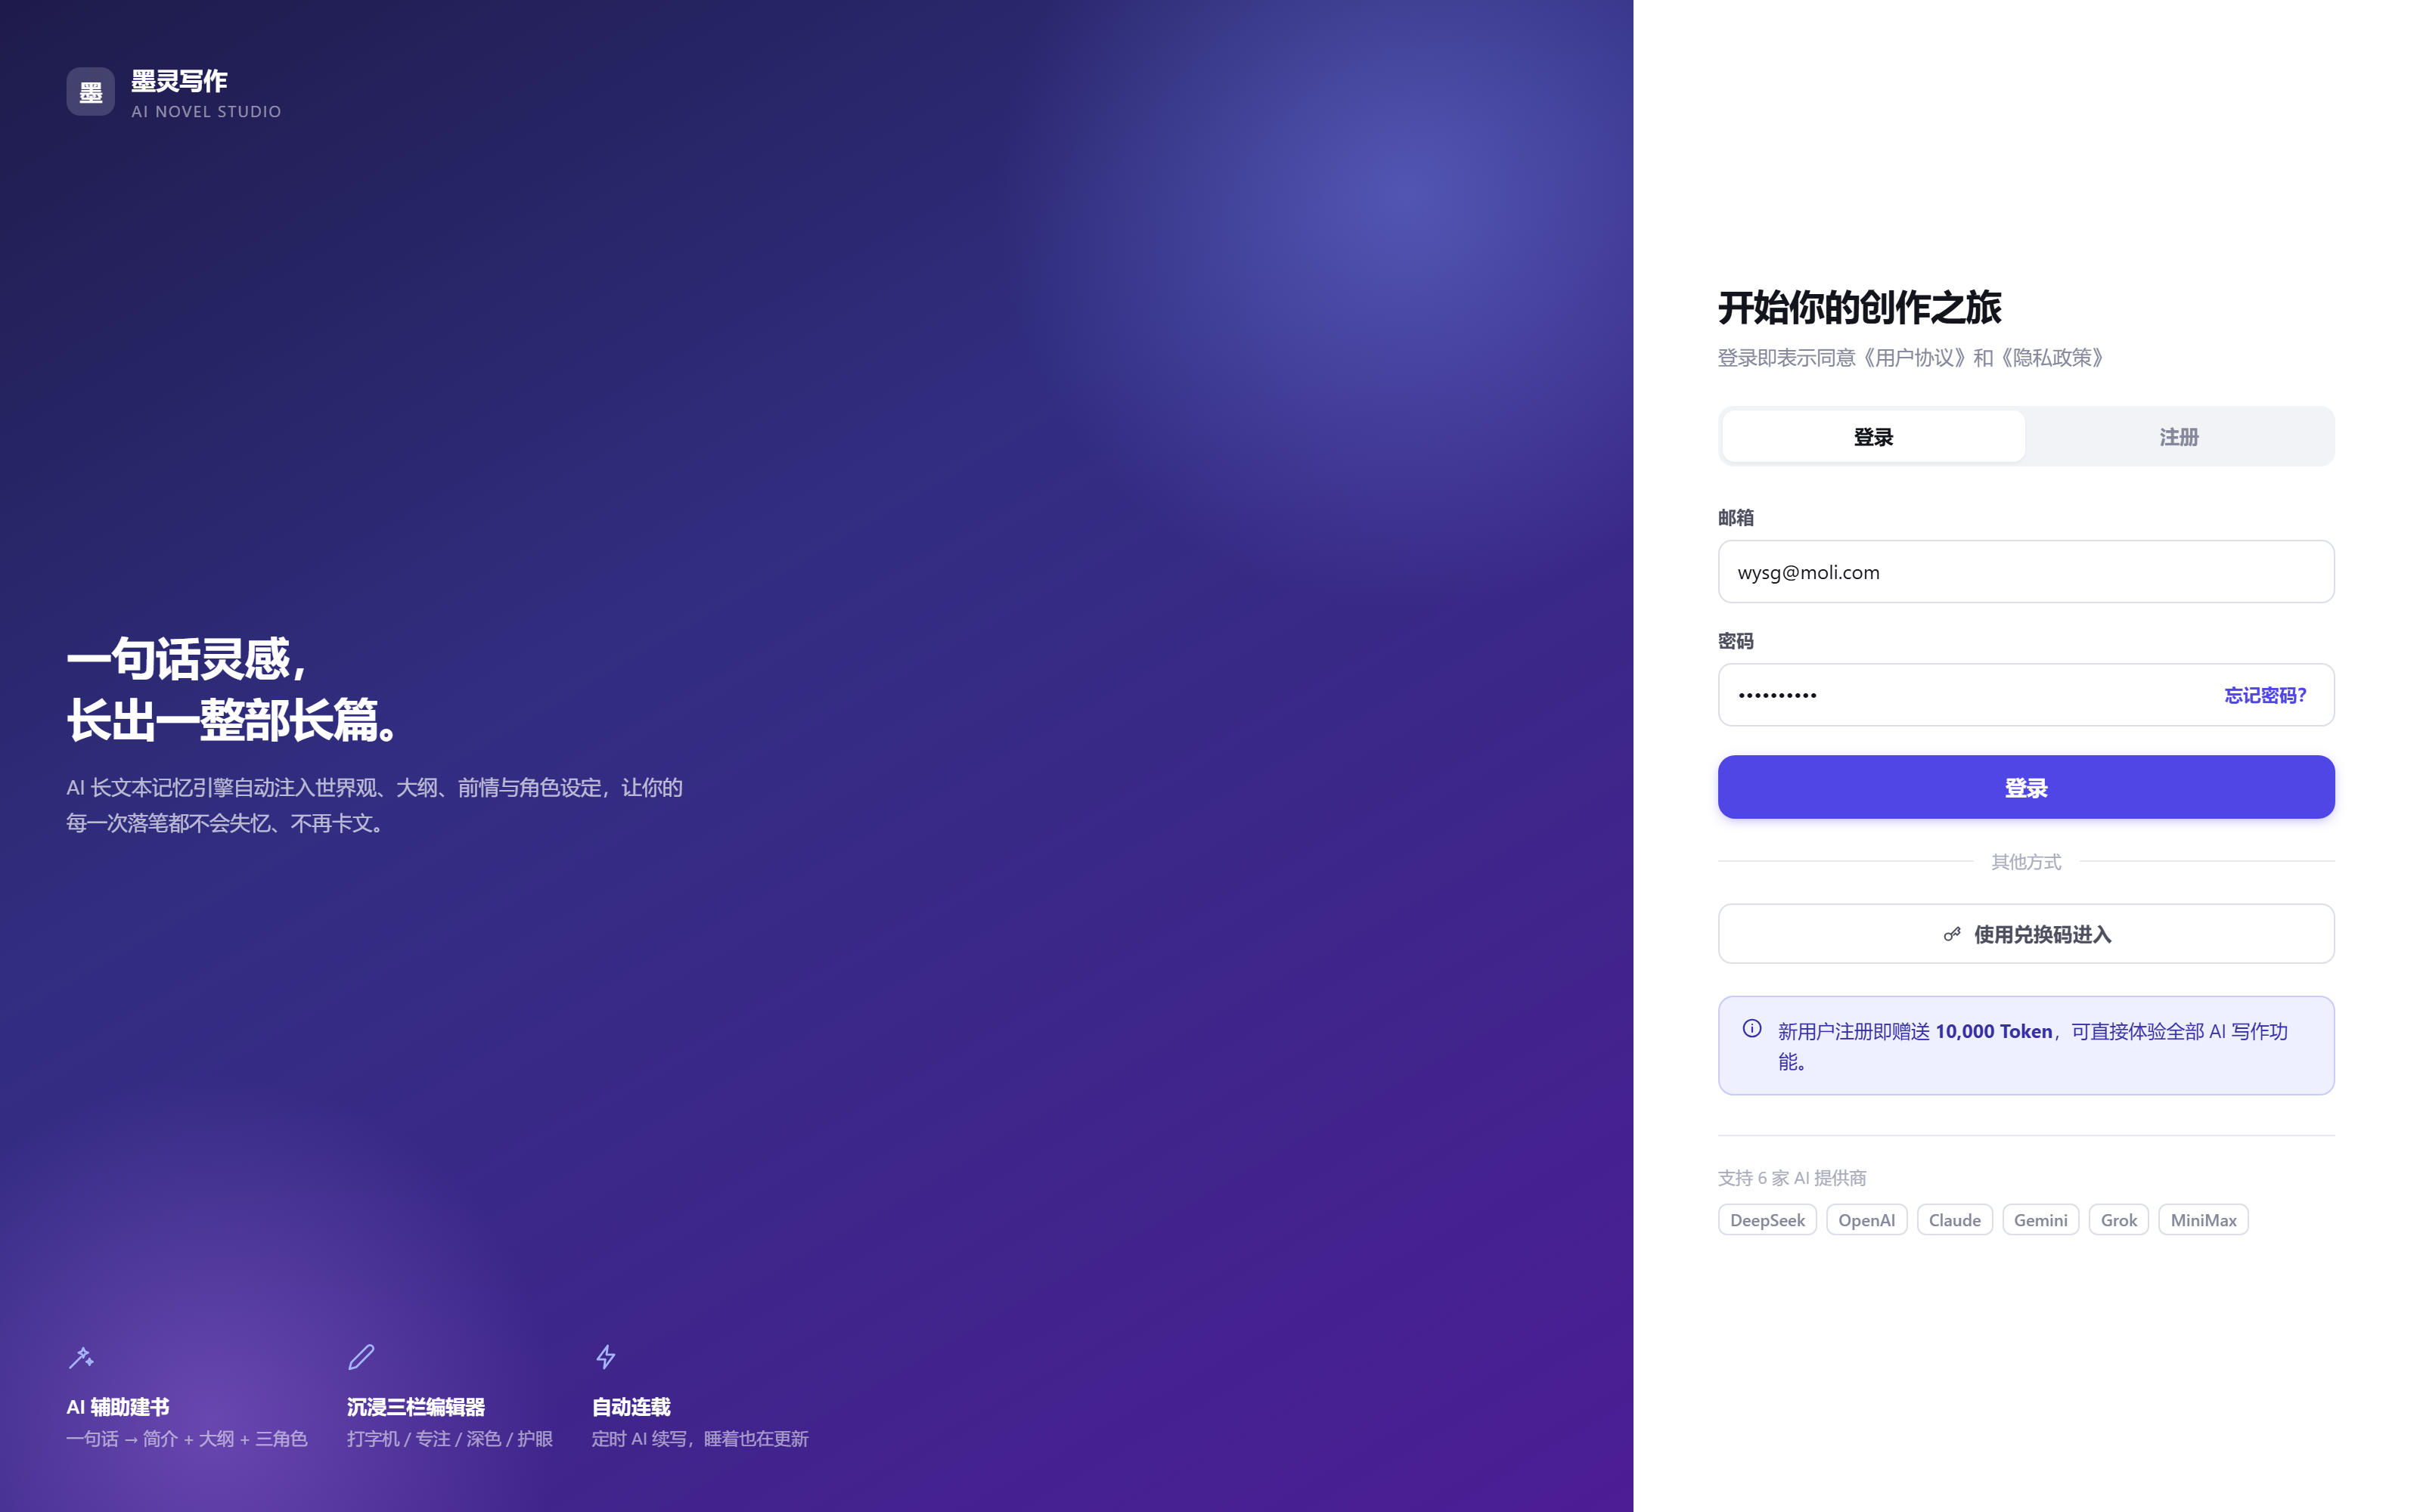 墨
墨灵写作
AI NOVEL STUDIO
一句话灵感，
长出一整部长篇。
AI 长文本记忆引擎自动注入世界观、大纲、前情与角色设定，让你的
每一次落笔都不会失忆、不再卡文。
AI 辅助建书
一句话 → 简介 + 大纲 + 三角色
沉浸三栏编辑器
打字机 / 专注 / 深色 / 护眼
自动连载
定时 AI 续写，睡着也在更新
开始你的创作之旅
登录即表示同意《用户协议》和《隐私政策》
登录
注册
邮箱
wysg@moli.com
密码
••••••••••
忘记密码？
登录
其他方式
使用兑换码进入
新用户注册即赠送 10,000 Token，可直接体验全部 AI 写作功
能。
支持 6 家 AI 提供商
DeepSeek OpenAI Claude Gemini Grok MiniMax